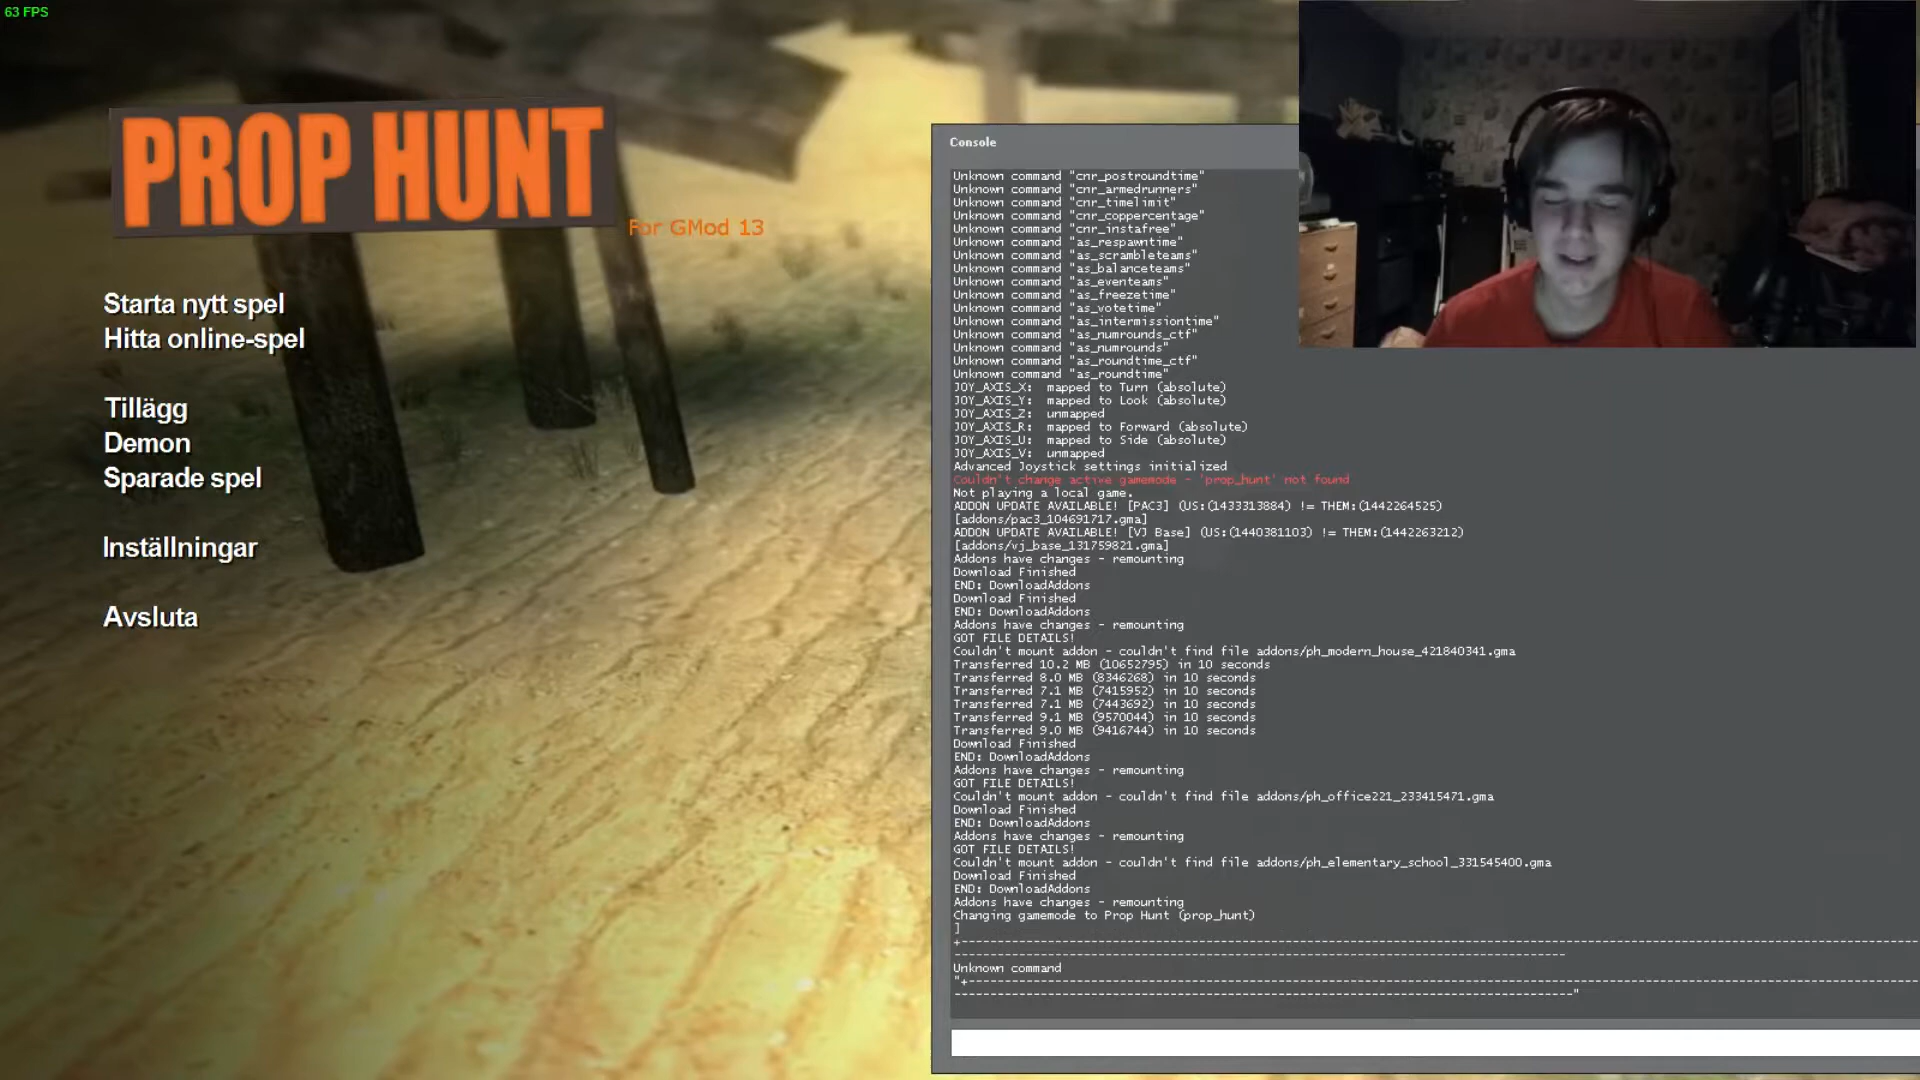 63 FPS
PROP HUNT
For GMod 13
Starta nytt spel
Hitta online-spel
Tillägg
Demon
Sparade spel
Inställningar
Avsluta
Console
Unknown command "cnr_postroundtime"
Unknown command "cnr_armedrunners"
Unknown command "cnr_timelimit"
Unknown command "cnr_coppercentage"
Unknown command "cnr_instafree"
Unknown command "as_respawntime"
Unknown command "as_scrambleteams"
Unknown command "as_balanceteams"
Unknown command "as_eventeams"
Unknown command "as_freezetime"
Unknown command "as_votetime"
Unknown command "as_intermissiontime"
Unknown command "as_numrounds_ctf"
Unknown command "as_numrounds"
Unknown command "as_roundtime_ctf"
Unknown command "as_roundtime"
JOY_AXIS_X:  mapped to Turn (absolute)
JOY_AXIS_Y:  mapped to Look (absolute)
JOY_AXIS_Z:  unmapped
JOY_AXIS_R:  mapped to Forward (absolute)
JOY_AXIS_U:  mapped to Side (absolute)
JOY_AXIS_V:  unmapped
Advanced Joystick settings initialized
Couldn't change active gamemode - 'prop_hunt' not found
Not playing a local game.
ADDON UPDATE AVAILABLE! [PAC3] (US:(1433313884) != THEM:(1442264525)
[addons/pac3_104691717.gma]
ADDON UPDATE AVAILABLE! [VJ Base] (US:(1440381103) != THEM:(1442263212)
[addons/vj_base_131759821.gma]
Addons have changes - remounting
Download Finished
END: DownloadAddons
Download Finished
END: DownloadAddons
Addons have changes - remounting
GOT FILE DETAILS!
Couldn't mount addon - couldn't find file addons/ph_modern_house_421840341.gma
Transferred 10.2 MB (10652795) in 10 seconds
Transferred 8.0 MB (8346268) in 10 seconds
Transferred 7.1 MB (7415952) in 10 seconds
Transferred 7.1 MB (7443692) in 10 seconds
Transferred 9.1 MB (9570044) in 10 seconds
Transferred 9.0 MB (9416744) in 10 seconds
Download Finished
END: DownloadAddons
Addons have changes - remounting
GOT FILE DETAILS!
Couldn't mount addon - couldn't find file addons/ph_office221_233415471.gma
Download Finished
END: DownloadAddons
Addons have changes - remounting
GOT FILE DETAILS!
Couldn't mount addon - couldn't find file addons/ph_elementary_school_331545400.gma
Download Finished
END: DownloadAddons
Addons have changes - remounting
Changing gamemode to Prop Hunt (prop_hunt)
]
Unknown command